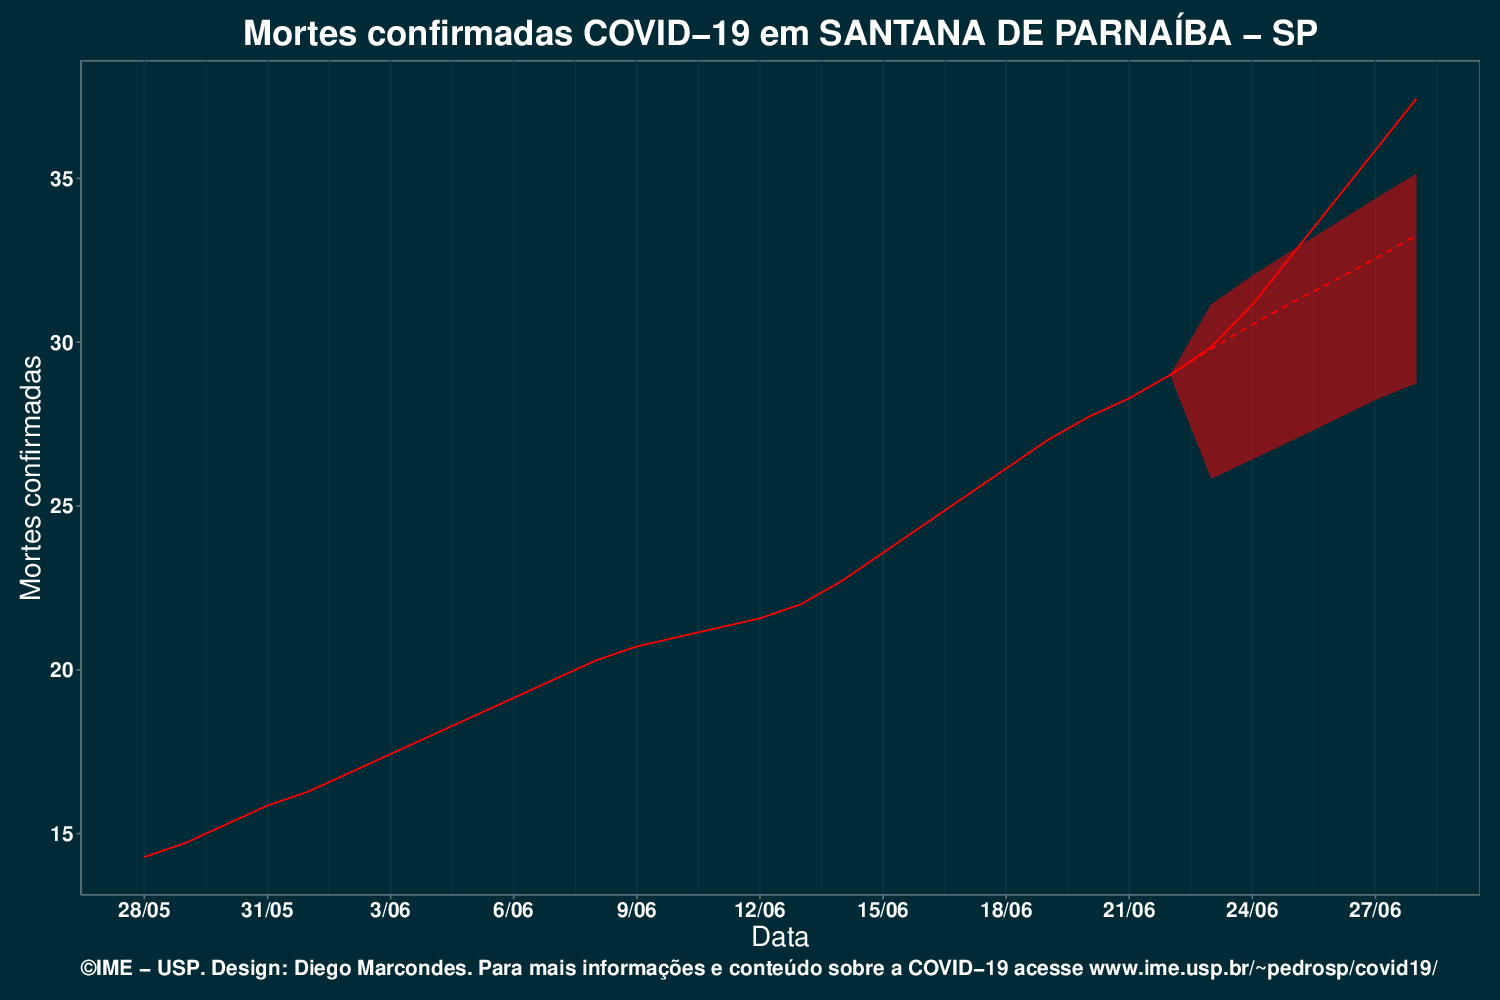 Mortes confirmadas COVID−19 em SANTANA DE PARNAÍBA − SP
Mortes confirmadas
35
30
25
20
15
28/05 31/05 3/06 6/06 9/06 12/06 15/06 18/06 21/06 24/06 27/06
Data
©IME − USP. Design: Diego Marcondes. Para mais informações e conteúdo sobre a COVID−19 acesse www.ime.usp.br/~pedrosp/covid19/